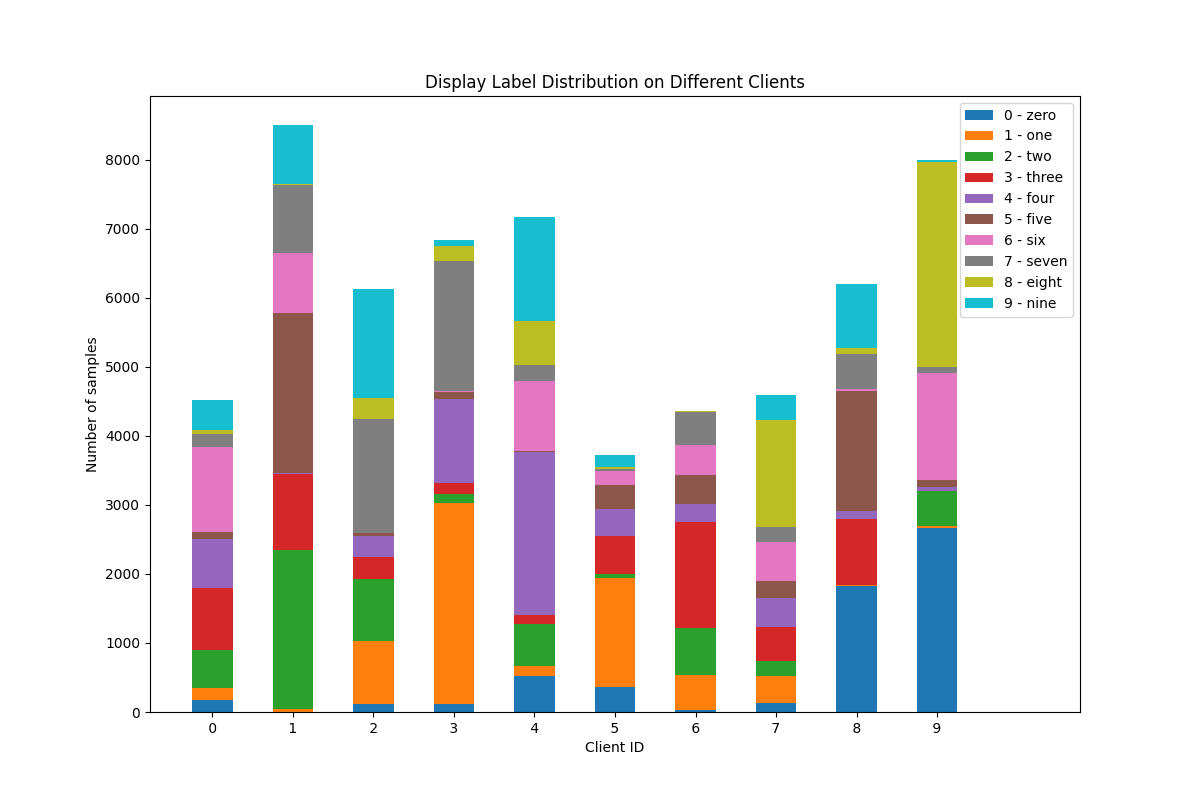 Display Label Distribution on Different Clients
Number of samples
8000
7000
6000
5000
4000
3000
2000
1000
0
0 - zero
1 - one
2 - two
3 - three
4 - four
5 - five
6 - six
7 - seven
8 - eight
9 - nine
0 1 2 3 4 5 6 7 8 9
Client ID